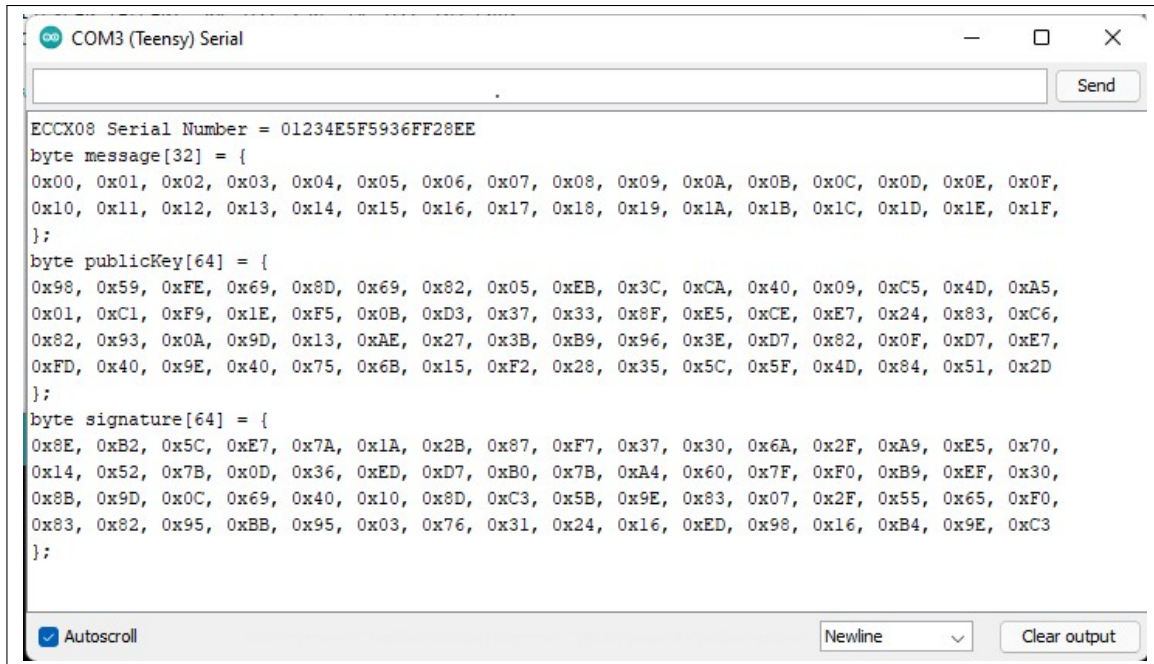 COM3 (Teensy) Serial
Send
ECCX08 Serial Number = 01234E5F5936FF28EE
byte message[32] = {
0x00, 0x01, 0x02, 0x03, 0x04, 0x05, 0x06, 0x07, 0x08, 0x09, 0x0A, 0x0B, 0x0C, 0x0D, 0x0E, 0x0F,
0x10, 0x11, 0x12, 0x13, 0x14, 0x15, 0x16, 0x17, 0x18, 0x19, 0x1A, 0x1B, 0x1C, 0x1D, 0x1E, 0x1F,
};
byte publicKey[64] = {
0x98, 0x59, 0xFE, 0x69, 0x8D, 0x69, 0x82, 0x05, 0xEB, 0x3C, 0xCA, 0x40, 0x09, 0xC5, 0x4D, 0xA5,
0x01, 0xC1, 0xF9, 0x1E, 0xF5, 0x0B, 0xD3, 0x37, 0x33, 0x8F, 0xE5, 0xCE, 0xE7, 0x24, 0x83, 0xC6,
0x82, 0x93, 0x0A, 0x9D, 0x13, 0xAE, 0x27, 0x3B, 0xB9, 0x96, 0x3E, 0xD7, 0x82, 0x0F, 0xD7, 0xE7,
0xFD, 0x40, 0x9E, 0x40, 0x75, 0x6B, 0x15, 0xF2, 0x28, 0x35, 0x5C, 0x5F, 0x4D, 0x84, 0x51, 0x2D
};
byte signature[64] = {
0x8E, 0xB2, 0x5C, 0xE7, 0x7A, 0x1A, 0x2B, 0x87, 0xF7, 0x37, 0x30, 0x6A, 0x2F, 0xA9, 0xE5, 0x70,
0x14, 0x52, 0x7B, 0x0D, 0x36, 0xED, 0xD7, 0xB0, 0x7B, 0xA4, 0x60, 0x7F, 0xF0, 0xB9, 0xEF, 0x30,
0x8B, 0x9D, 0x0C, 0x69, 0x40, 0x10, 0x8D, 0xC3, 0x5B, 0x9E, 0x83, 0x07, 0x2F, 0x55, 0x65, 0xF0,
0x83, 0x82, 0x95, 0xBB, 0x95, 0x03, 0x76, 0x31, 0x24, 0x16, 0xED, 0x98, 0x16, 0xB4, 0x9E, 0xC3
};
Autoscroll
Newline
Clear output